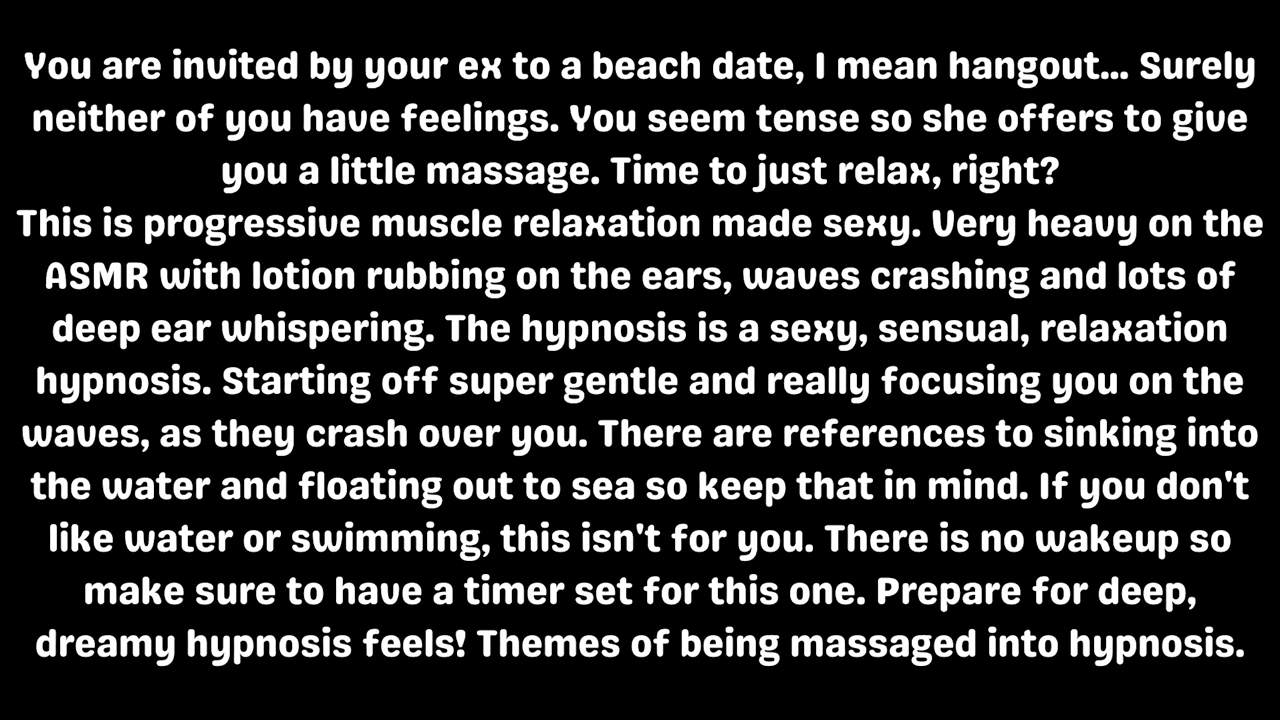 You are invited by your ex to a beach date, I mean hangout... Surely
neither of you have feelings. You seem tense so she offers to give
you a little massage. Time to just relax, right?
This is progressive muscle relaxation made sexy. Very heavy on the
ASMR with lotion rubbing on the ears, waves crashing and lots of
deep ear whispering. The hypnosis is a sexy, sensual, relaxation
hypnosis. Starting off super gentle and really focusing you on the
waves, as they crash over you. There are references to sinking into
the water and floating out to sea so keep that in mind. If you don't
like water or swimming, this isn't for you. There is no wakeup so
make sure to have a timer set for this one. Prepare for deep,
dreamy hypnosis feels! Themes of being massaged into hypnosis.